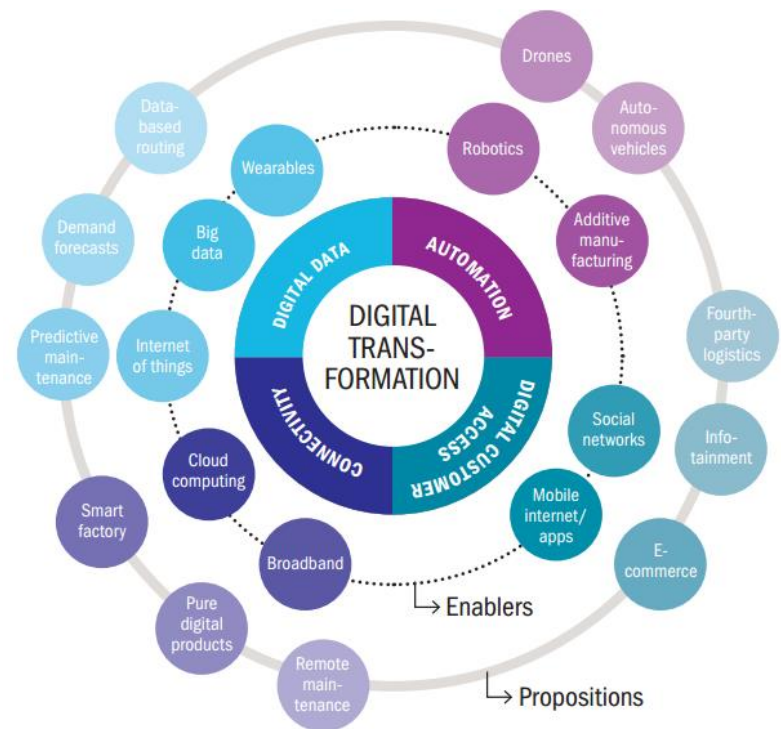 Drones
Auto-
nomous
vehicles
Data-
based
routing
Robotics
Wearables
Demand
forecasts
Big
data
Additive
manu-
facturing
DIGITAL DATA
AUTOMATION
DIGITAL
TRANS-
FORMATION
Predictive
main-
tenance
Internet
of things
Fourth-
party
logistics
CONNECTIVITY
DIGITAL CUSTOMER
ACCESS
Social
networks
Info-
tainment
Cloud
computing
Mobile
internet/
apps
Smart
factory
E-
commerce
Broadband
Enablers
Pure
digital
products
Remote
main-
tenance
Propositions